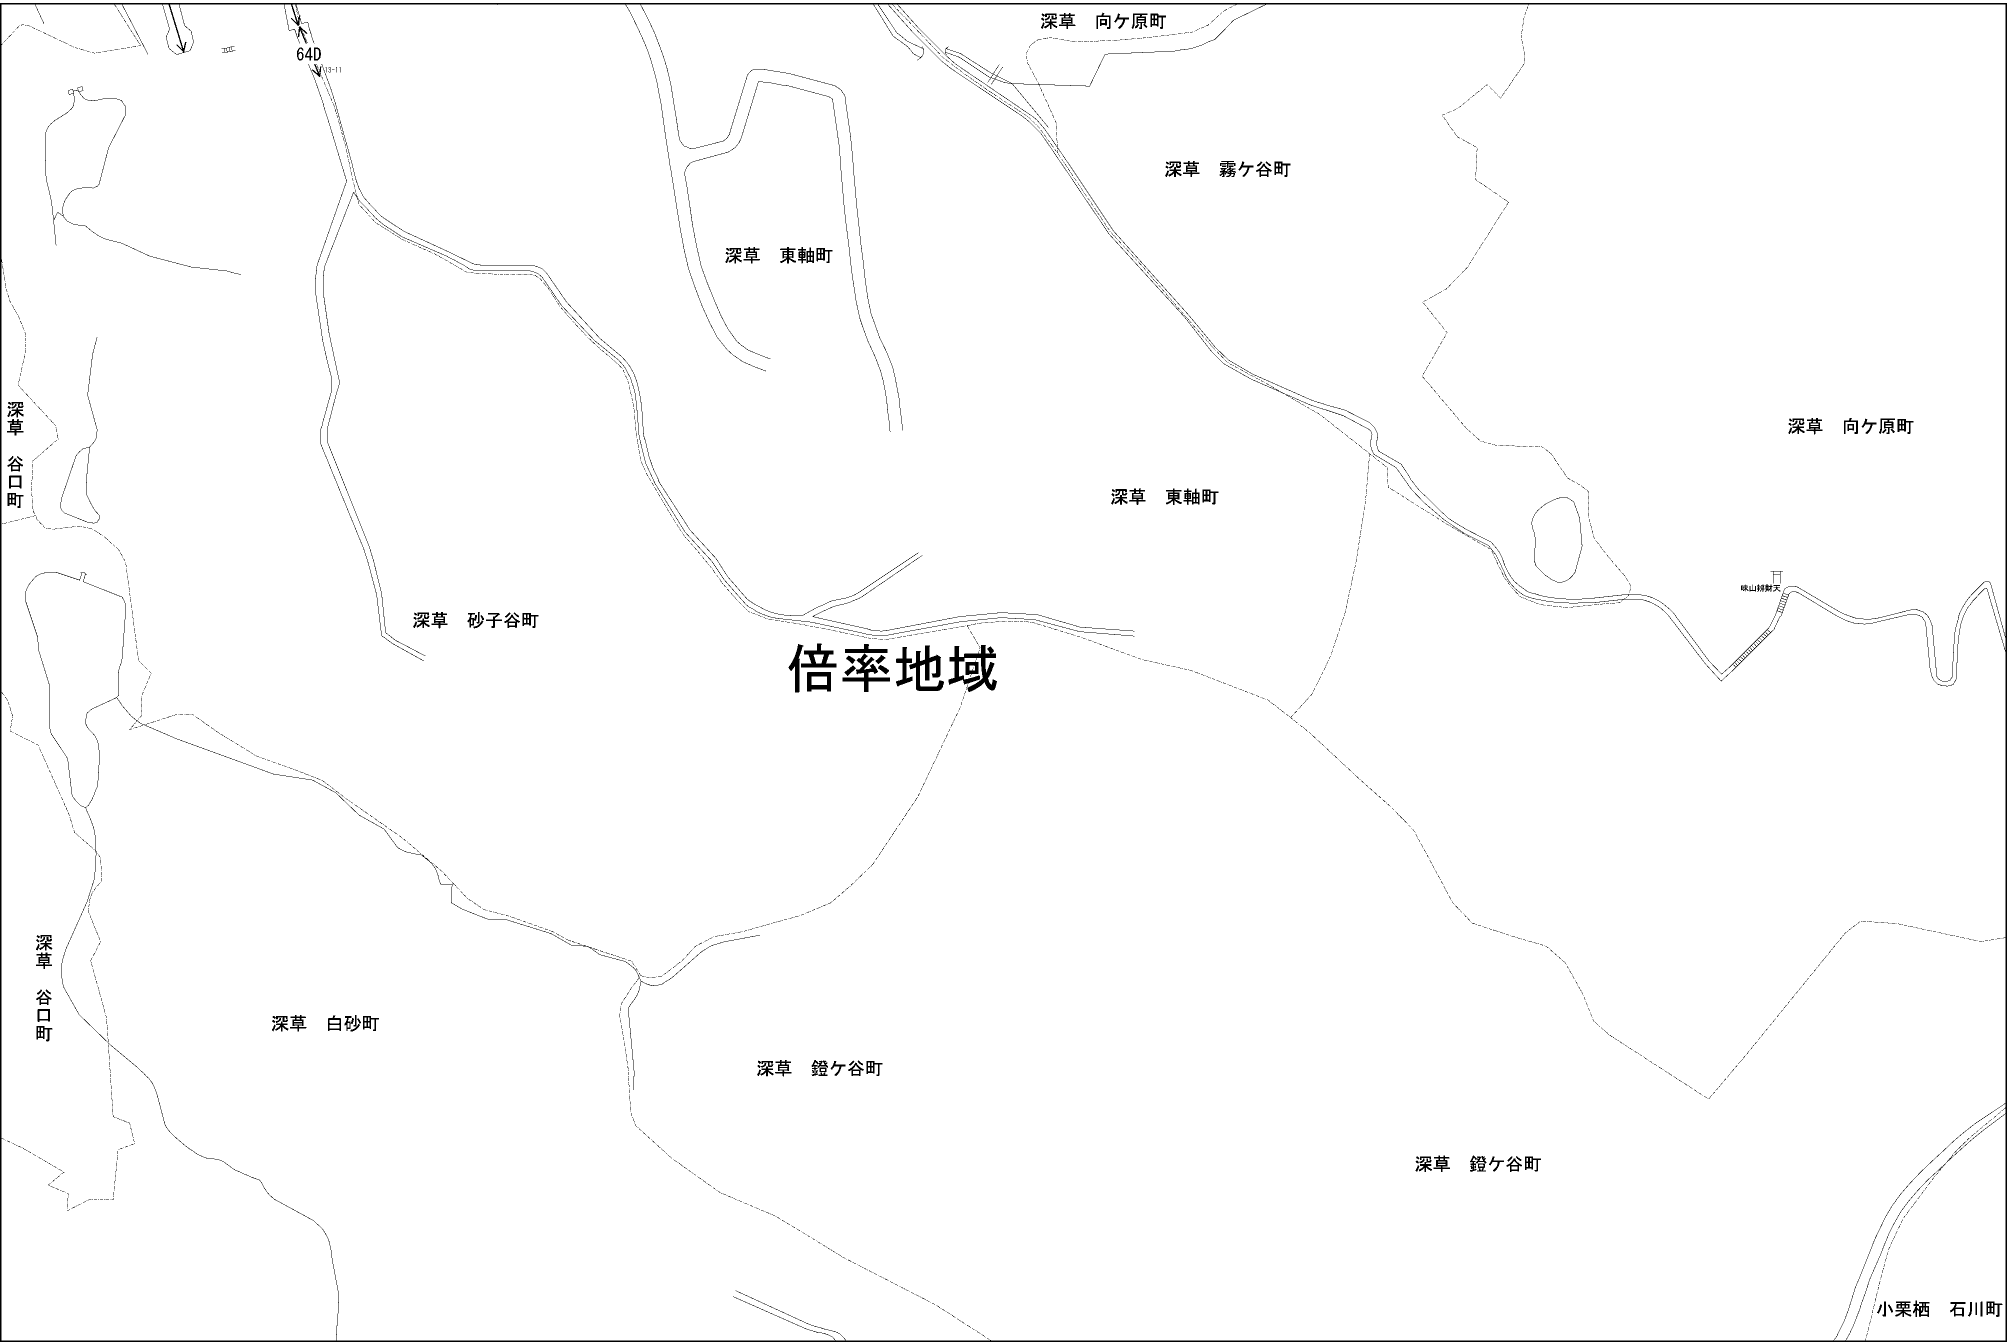 深草　向ケ原町
64D
深草　霧ケ谷町
深草　東軸町
深草　谷口町
深草　向ケ原町
深草　東軸町
深草　砂子谷町
倍率地域
深草　谷口町
深草　白砂町
深草　鐙ケ谷町
深草　鐙ケ谷町
小栗栖　石川町